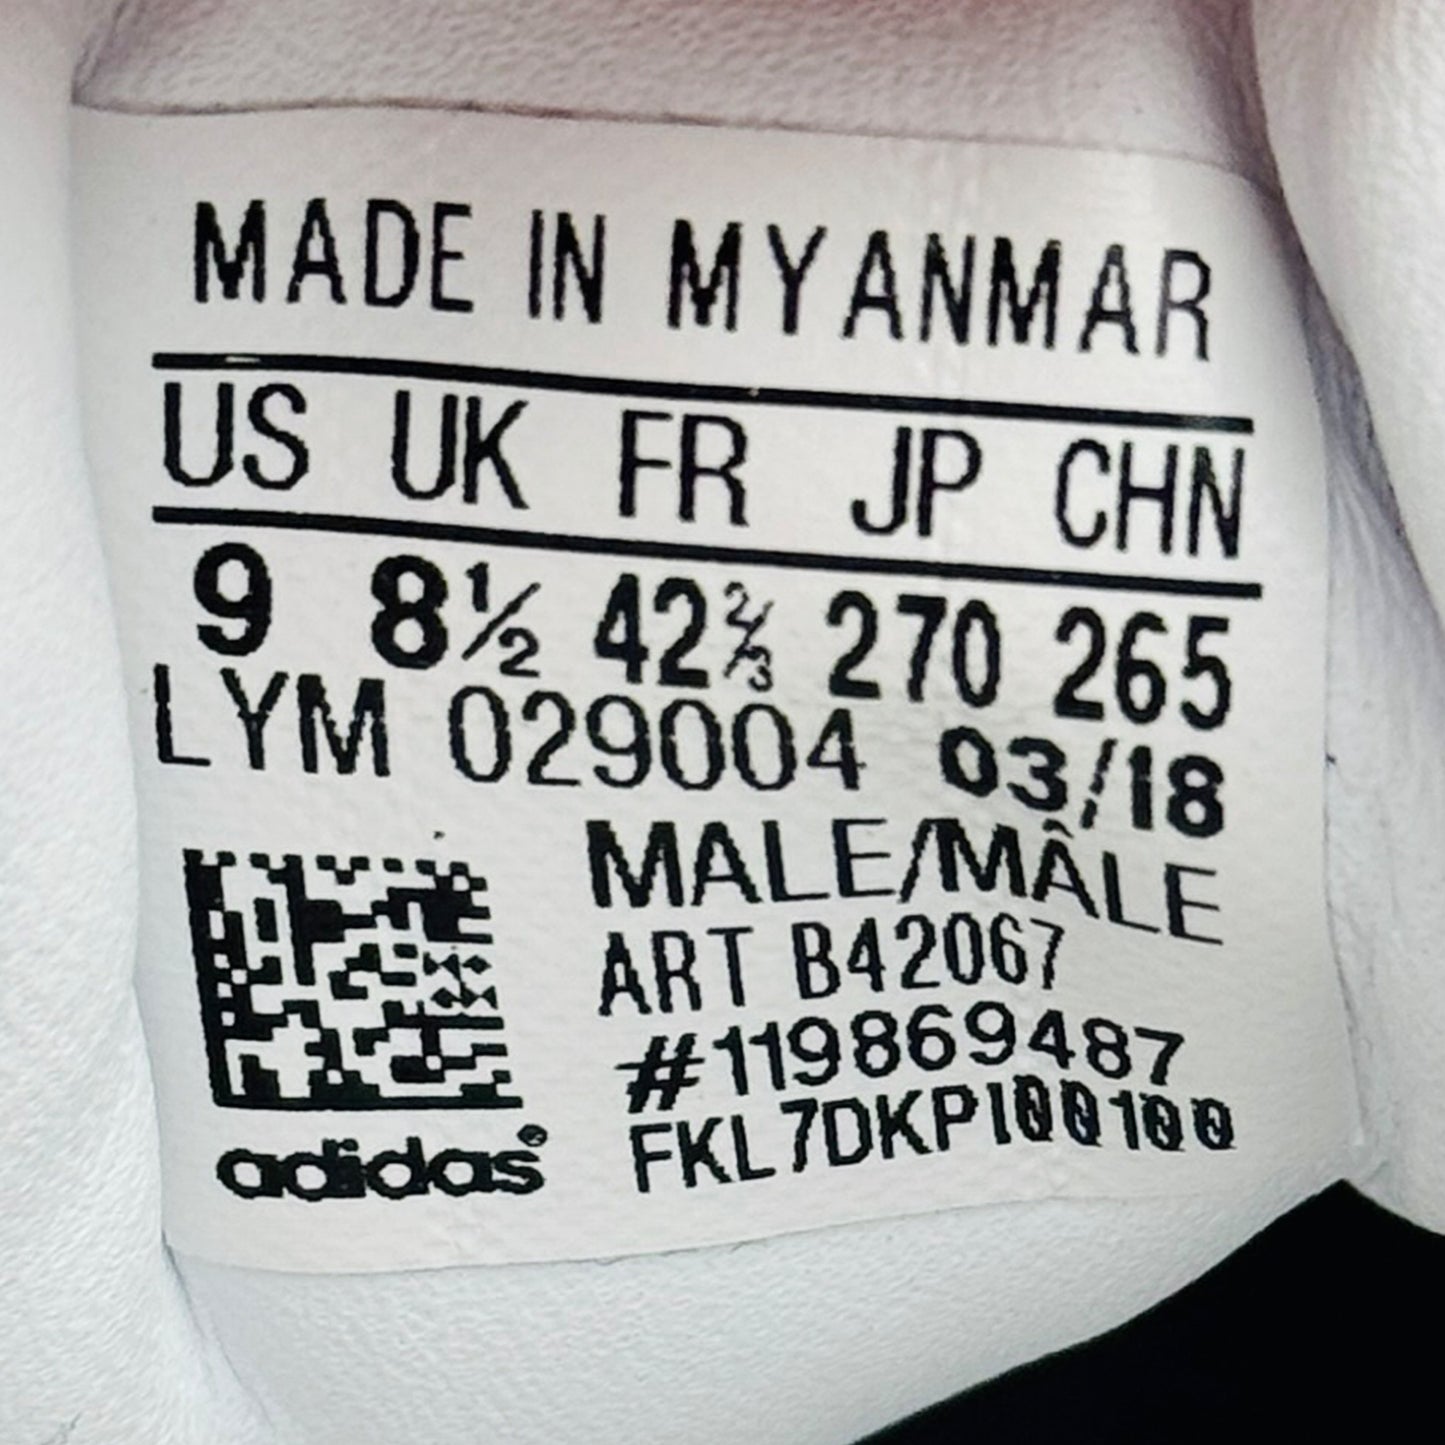 MADE IN MYANMAR
US UK FR JP CHN
9 8½ 42⅔ 270 265
LYM 029004 03/18
MALE/MÂLE
ART B42067
#119869487
FKL7DKPI00100
adidas®